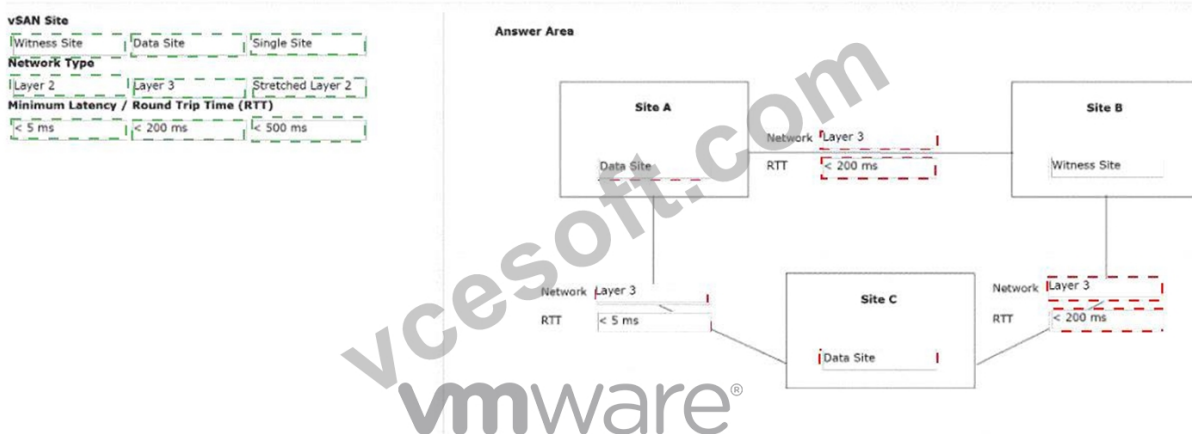 vSAN Site
Witness Site
Data Site
Single Site
Network Type
Layer 2
Layer 3
Stretched Layer 2
Minimum Latency / Round Trip Time (RTT)
< 5 ms
< 200 ms
< 500 ms
Answer Area
Site A
Data Site
Network Layer 3
RTT < 200 ms
Site B
Witness Site
Network Layer 3
RTT < 5 ms
Site C
Data Site
Network Layer 3
RTT < 200 ms
vcesoft.com
vmware®